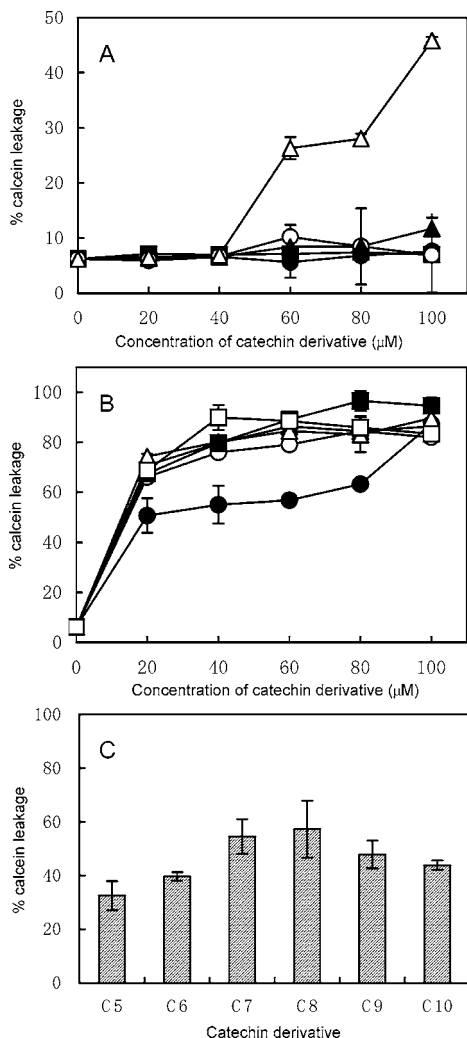 50
A
40
30
20
10
0
% calcein leakage
0 20 40 60 80 100
Concentration of catechin derivative (μM)
100
B
80
60
40
20
0
% calcein leakage
0 20 40 60 80 100
Concentration of catechin derivative (μM)
100
C
80
60
40
20
0
% calcein leakage
C5 C6 C7 C8 C9 C10
Catechin derivative